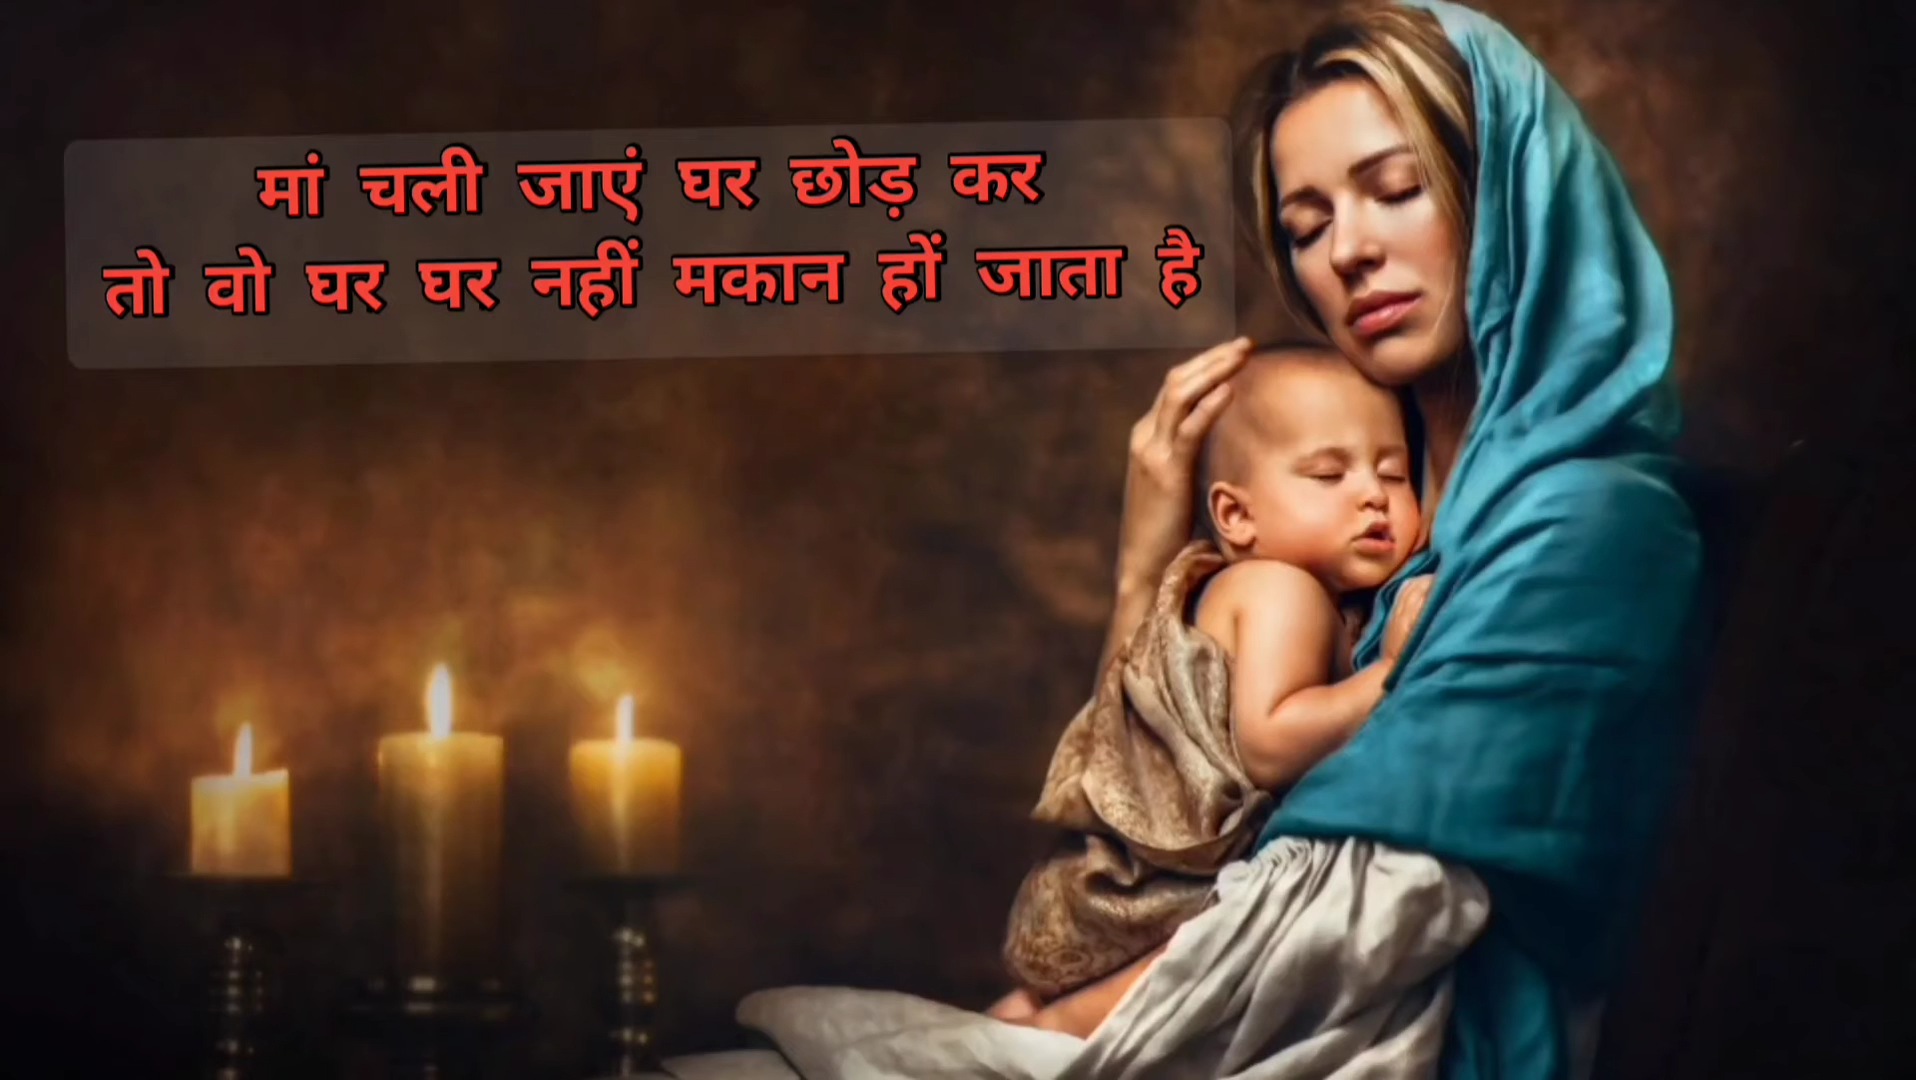 मां चली जाएं घर छोड़ कर
तो वो घर घर नहीं मकान हों जाता है